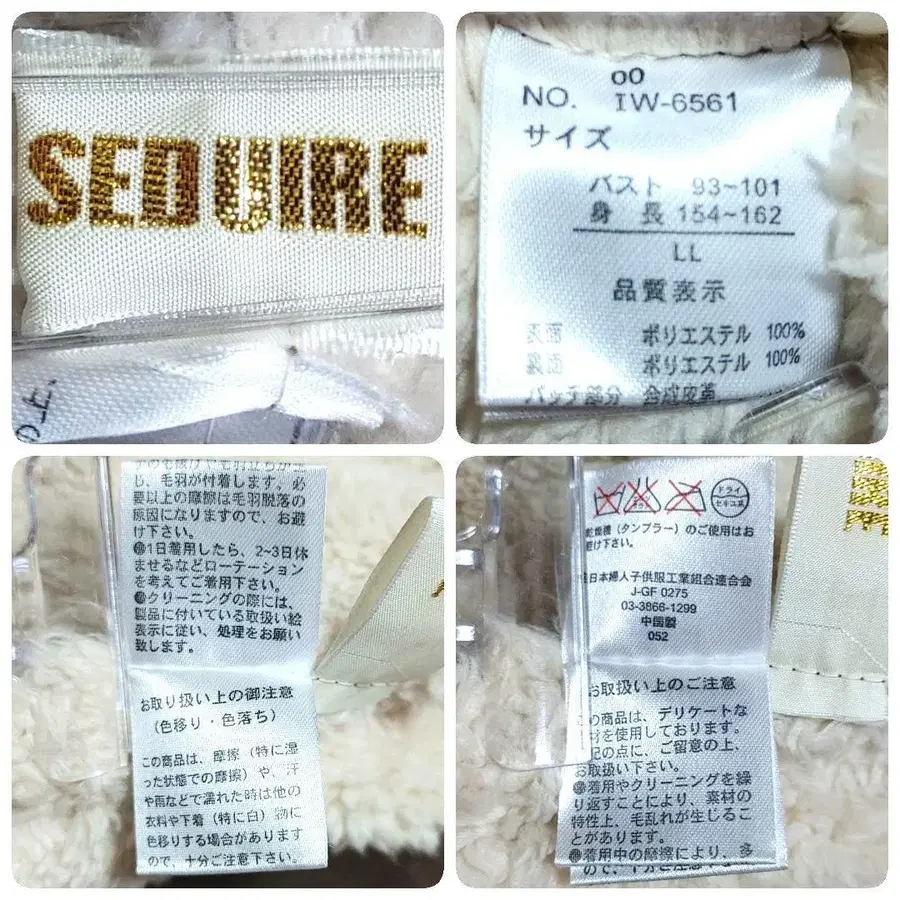 SEDUIRE
00
NO. IW-6561
サイズ
バスト 93~101
身長 154~162
LL
品質表示
表面 ポリエステル 100%
裏面 ポリエステル 100%
パッチ部分 合成皮革
じ、毛羽が付着します。必
要以上の摩擦は毛羽脱落の
原因になりますので、お避
け下さい。
1日着用したら、2~3日休
ませるなどローテーション
を考えてご着用下さい。
クリーニングの際には、
製品に付いている取扱い絵
表示に従い、処理をお願い
致します。
お取り扱い上の御注意
(色移り・色落ち)
この商品は、摩擦(特に湿
った状態での摩擦)や、汗
や雨などで濡れた時は他の
衣料や下着(特に白)物に
色移りする場合があります
ので、十分ご注意下さい。
ドライ
セキユ系
乾燥機(タンブラー)のご使用はお
避け下さい。
日本婦人子供服工業組合連合会
J-GF 0275
03-3866-1299
中国製
052
お取扱い上のご注意
この商品は、デリケートな
材を使用しております。
記の点に、ご留意の上、
お取扱い下さい。
着用やクリーニングを繰
り返すことにより、素材の
特性上、毛乱れが生じるこ
とがあります。
着用中の摩擦により、多